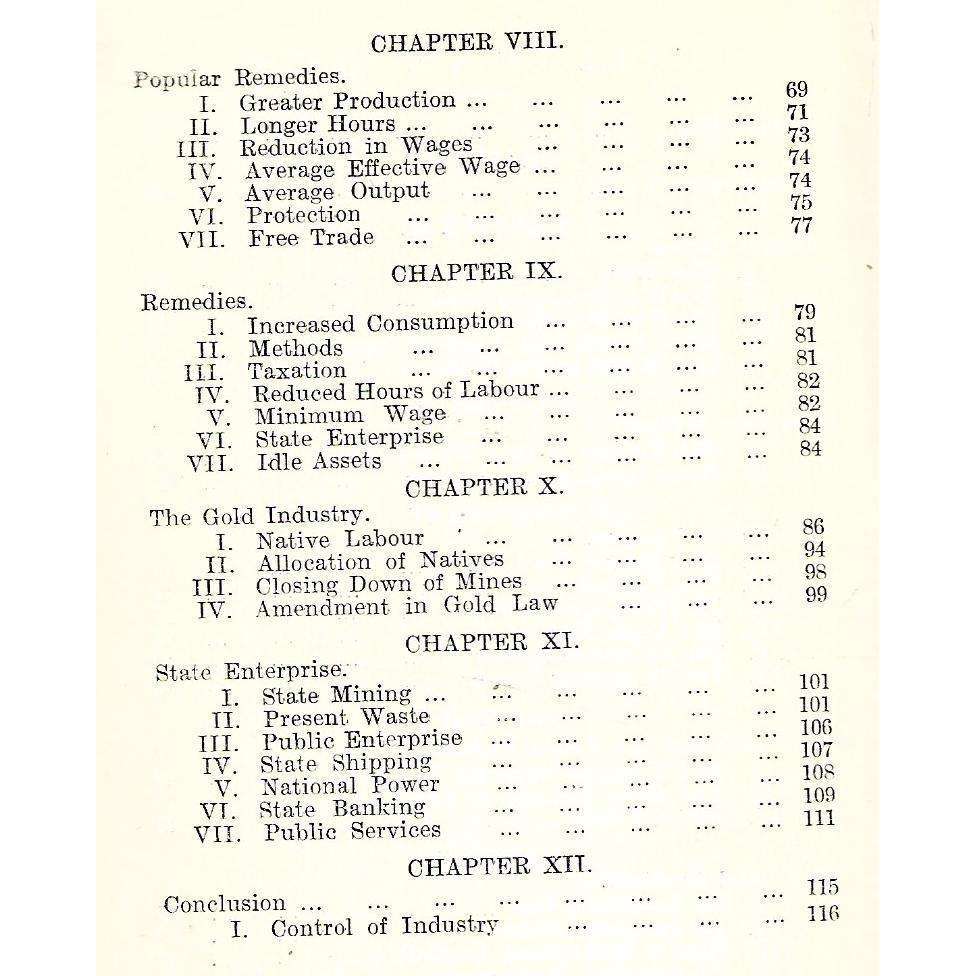 CHAPTER VIII.
Popular Remedies.
I. Greater Production ... ... ... ... ... 69
II. Longer Hours ... ... ... ... ... ... 71
III. Reduction in Wages ... ... ... ... 73
IV. Average Effective Wage ... ... ... ... 74
V. Average Output ... ... ... ... ... 74
VI. Protection ... ... ... ... ... ... 75
VII. Free Trade ... ... ... ... ... ... 77
CHAPTER IX.
Remedies.
I. Increased Consumption ... ... ... ... 79
II. Methods ... ... ... ... ... ... 81
III. Taxation ... ... ... ... ... ... 81
IV. Reduced Hours of Labour ... ... ... ... 82
V. Minimum Wage ... ... ... ... ... 82
VI. State Enterprise ... ... ... ... ... 84
VII. Idle Assets ... ... ... ... ... ... 84
CHAPTER X.
The Gold Industry.
I. Native Labour ... ... ... ... ... 86
II. Allocation of Natives ... ... ... ... 94
III. Closing Down of Mines ... ... ... ... 98
IV. Amendment in Gold Law ... ... ... 99
CHAPTER XI.
State Enterprise.
I. State Mining ... ... ... ... ... ... 101
II. Present Waste ... ... ... ... ... 101
III. Public Enterprise ... ... ... ... ... 106
IV. State Shipping ... ... ... ... ... 107
V. National Power ... ... ... ... ... 108
VI. State Banking ... ... ... ... ... 109
VII. Public Services ... ... ... ... ... 111
CHAPTER XII.
Conclusion ... ... ... ... ... ... ... ... 115
I. Control of Industry ... ... ... ... 116